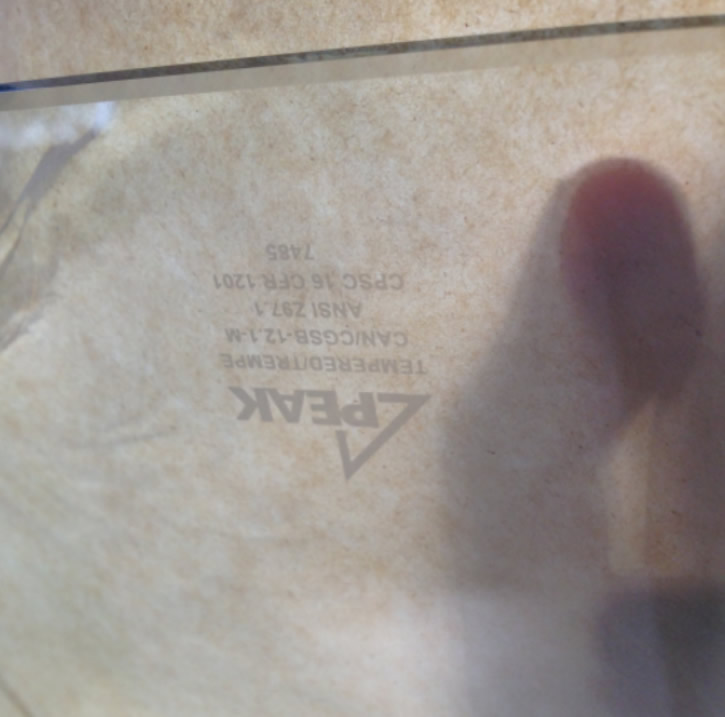 PEAK
TEMPERED/TREMPE
CAN/CGSB-12.1-M
ANSI Z97.1
CPSC 16 CFR 1201
7485